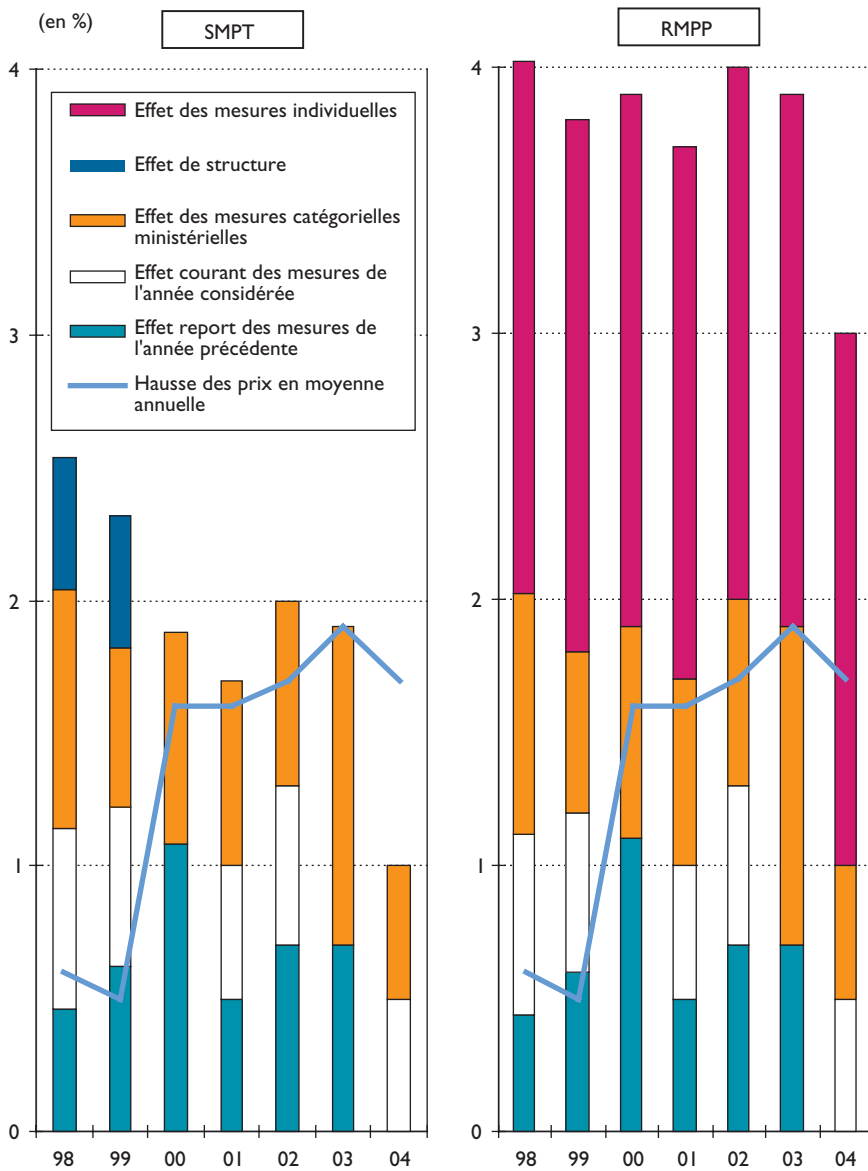 (en %)
SMPT
RMPP
4
3
2
1
0
Effet des mesures individuelles
Effet de structure
Effet des mesures catégorielles
ministérielles
Effet courant des mesures de
l'année considérée
Effet report des mesures de
l'année précédente
Hausse des prix en moyenne
annuelle
98 99 00 01 02 03 04
4
3
2
1
0
98 99 00 01 02 03 04